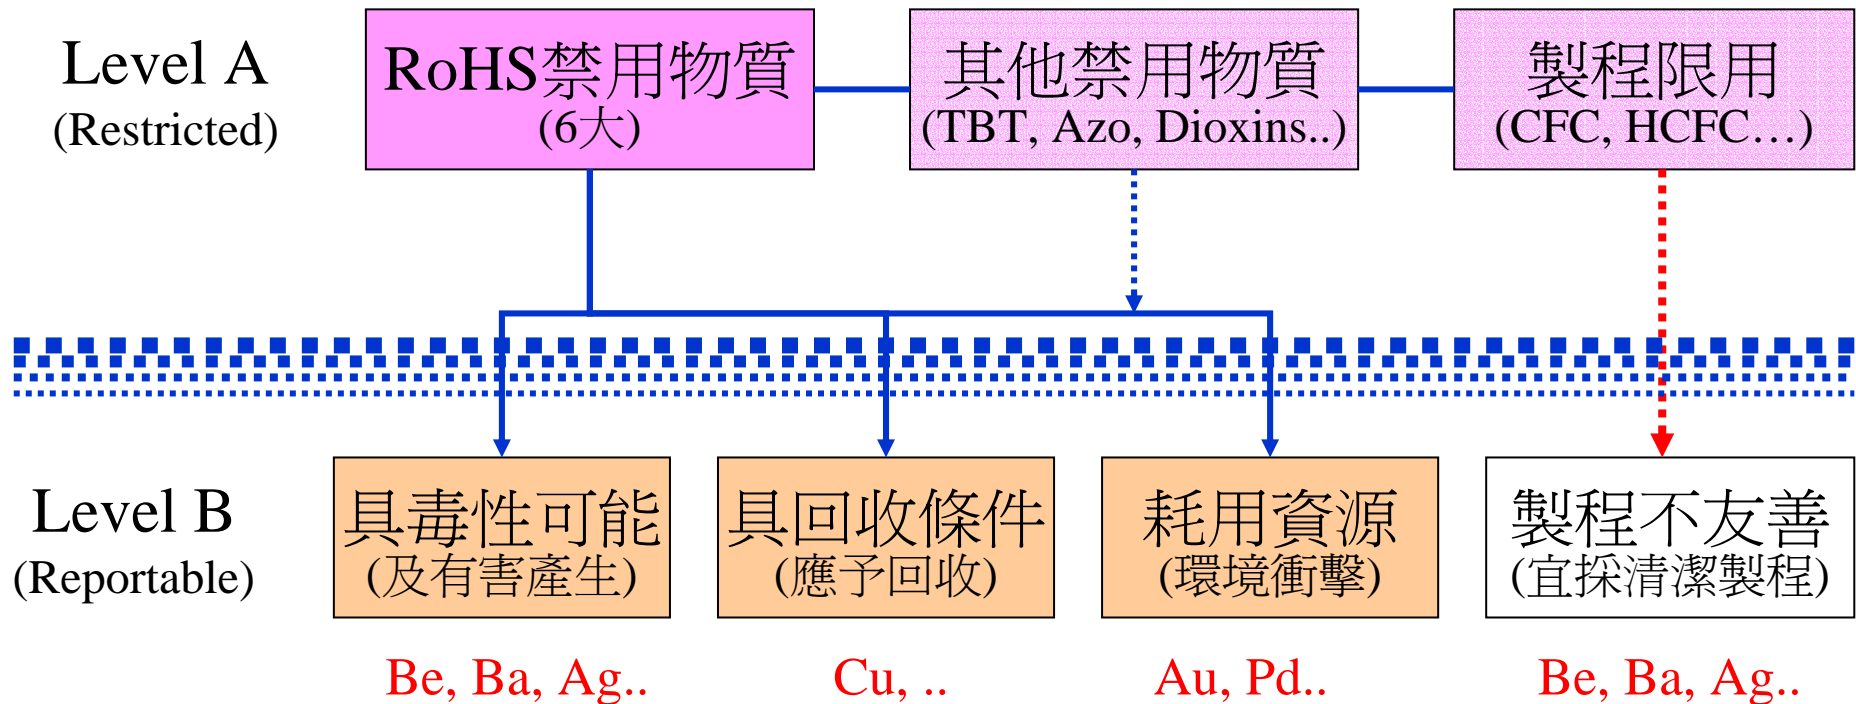 Level A
(Restricted)
RoHS禁用物質
(6大)
其他禁用物質
(TBT, Azo, Dioxins..)
製程限用
(CFC, HCFC…)
Level B
(Reportable)
具毒性可能
(及有害產生)
具回收條件
(應予回收)
耗用資源
(環境衝擊)
製程不友善
(宜採清潔製程)
Be, Ba, Ag..
Cu, ..
Au, Pd..
Be, Ba, Ag..